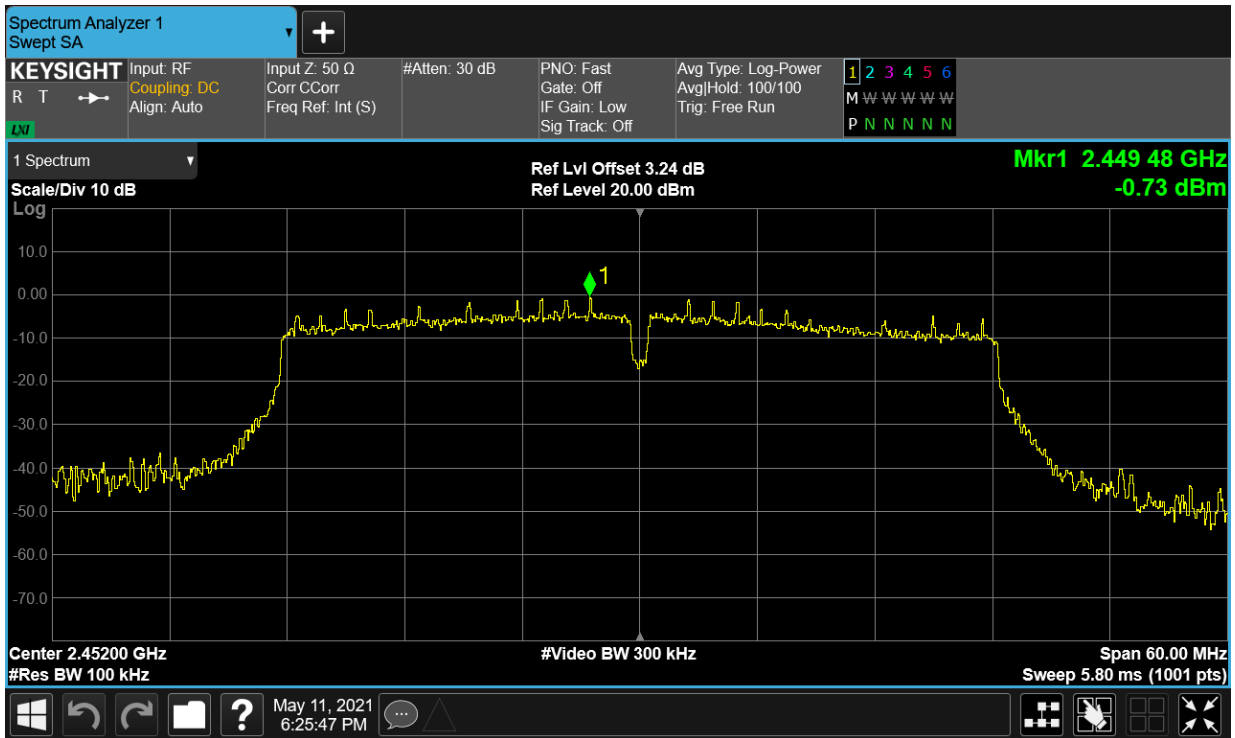 Spectrum Analyzer 1
Swept SA
+
KEYSIGHT
R T
LXI
Input: RF
Coupling: DC
Align: Auto
Input Z: 50 Ω
Corr CCorr
Freq Ref: Int (S)
#Atten: 30 dB
PNO: Fast
Gate: Off
IF Gain: Low
Sig Track: Off
Avg Type: Log-Power
Avg|Hold: 100/100
Trig: Free Run
1 2 3 4 5 6
M W W W W W
P N N N N N
1 Spectrum
Scale/Div 10 dB
Log
Ref Lvl Offset 3.24 dB
Ref Level 20.00 dBm
Mkr1 2.449 48 GHz
-0.73 dBm
10.0
1
0.00
-10.0
-20.0
-30.0
-40.0
-50.0
-60.0
-70.0
Center 2.45200 GHz
#Video BW 300 kHz
Span 60.00 MHz
#Res BW 100 kHz
Sweep 5.80 ms (1001 pts)
?
May 11, 2021
6:25:47 PM